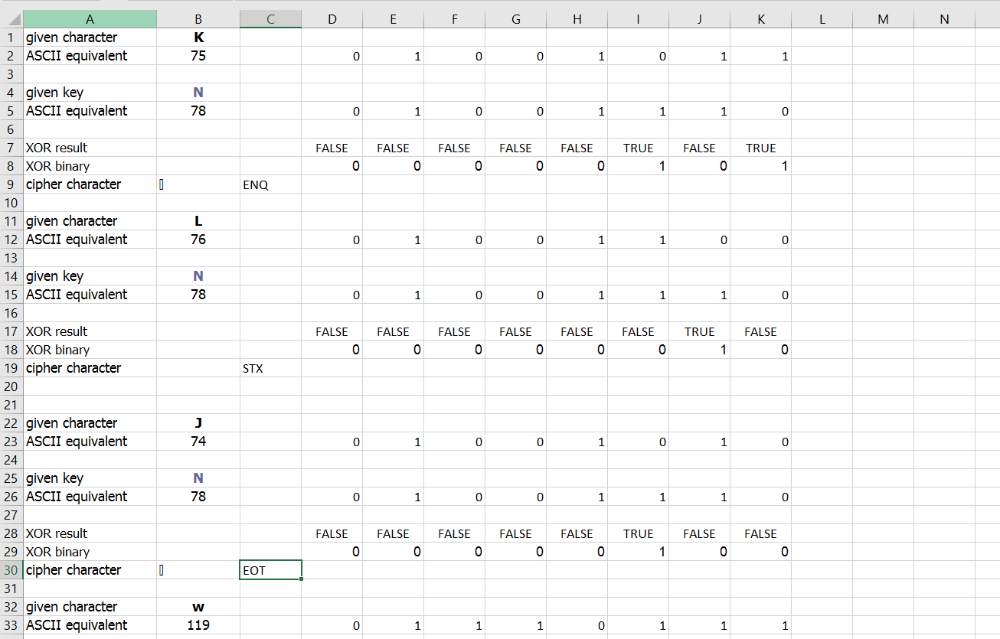 A B C D E F G H I J K L M N
1 given character K
2 ASCII equivalent 75 0 1 0 0 1 0 1 1
3
4 given key N
5 ASCII equivalent 78 0 1 0 0 1 1 1 0
6
7 XOR result FALSE FALSE FALSE FALSE FALSE TRUE FALSE TRUE
8 XOR binary 0 0 0 0 0 1 0 1
9 cipher character ▯ ENQ
10
11 given character L
12 ASCII equivalent 76 0 1 0 0 1 1 0 0
13
14 given key N
15 ASCII equivalent 78 0 1 0 0 1 1 1 0
16
17 XOR result FALSE FALSE FALSE FALSE FALSE FALSE TRUE FALSE
18 XOR binary 0 0 0 0 0 0 1 0
19 cipher character STX
20
21
22 given character J
23 ASCII equivalent 74 0 1 0 0 1 0 1 0
24
25 given key N
26 ASCII equivalent 78 0 1 0 0 1 1 1 0
27
28 XOR result FALSE FALSE FALSE FALSE FALSE TRUE FALSE FALSE
29 XOR binary 0 0 0 0 0 1 0 0
30 cipher character ▯ EOT
31
32 given character w
33 ASCII equivalent 119 0 1 1 1 0 1 1 1